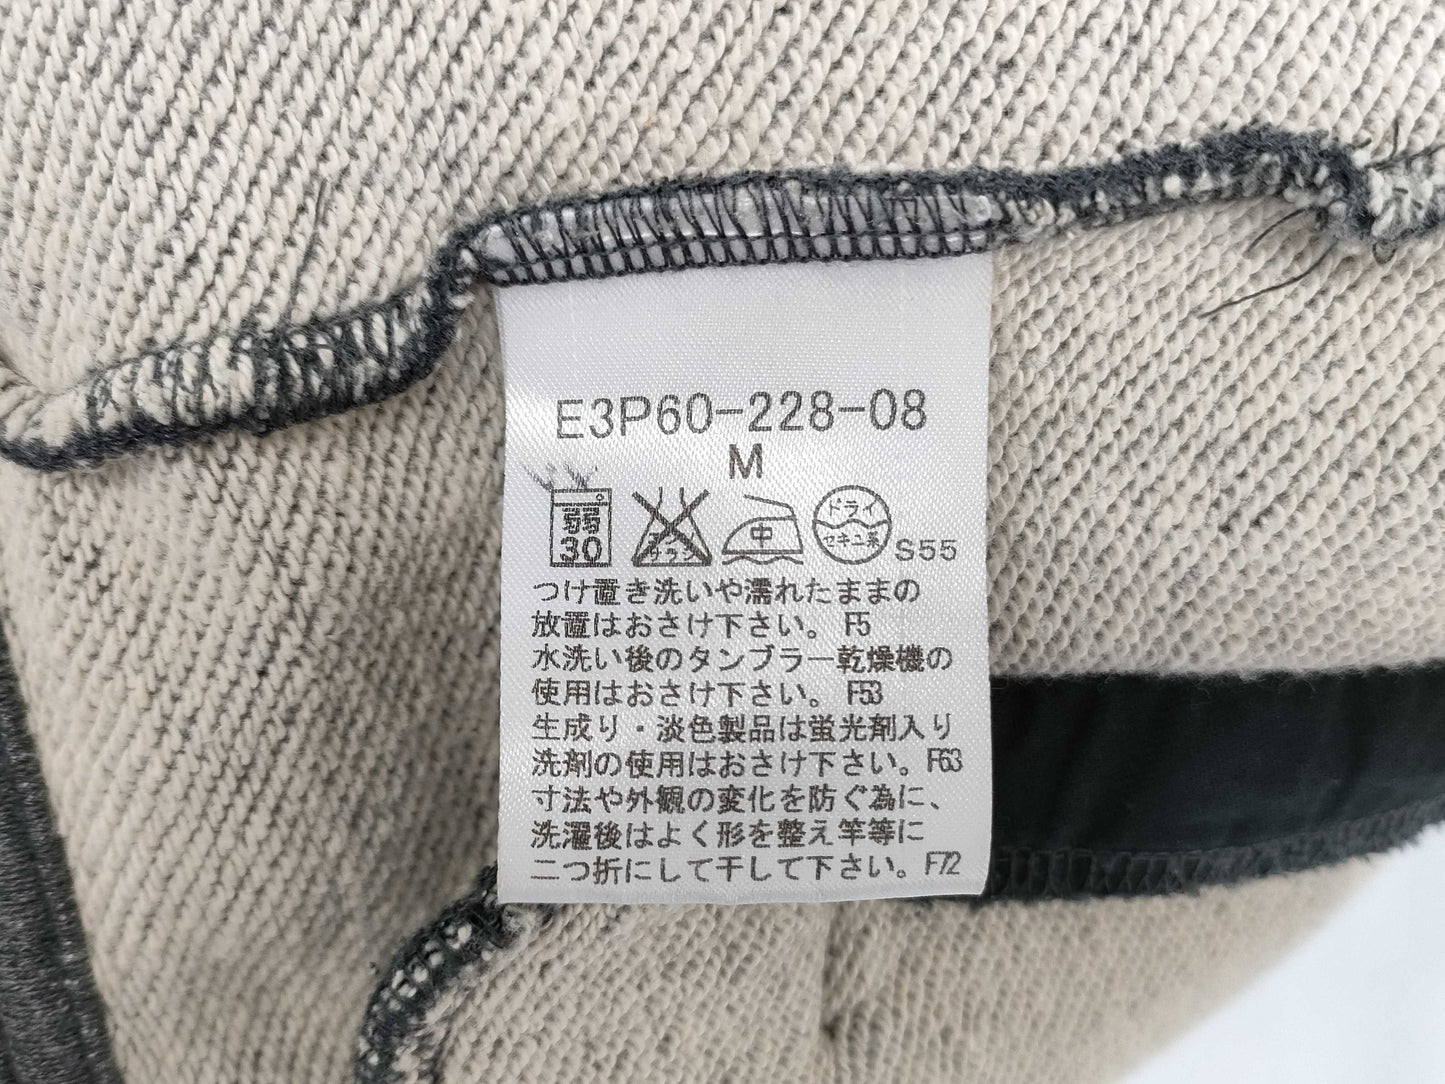 E3P60-228-08
M
弱 30 エンソサラシ 中 ドライ セキユ系 S55
つけ置き洗いや濡れたままの
放置はおさけ下さい。F5
水洗い後のタンブラー乾燥機の
使用はおさけ下さい。F53
生成り・淡色製品は蛍光剤入り
洗剤の使用はおさけ下さい。F63
寸法や外観の変化を防ぐ為に、
洗濯後はよく形を整え竿等に
二つ折にして干して下さい。F72